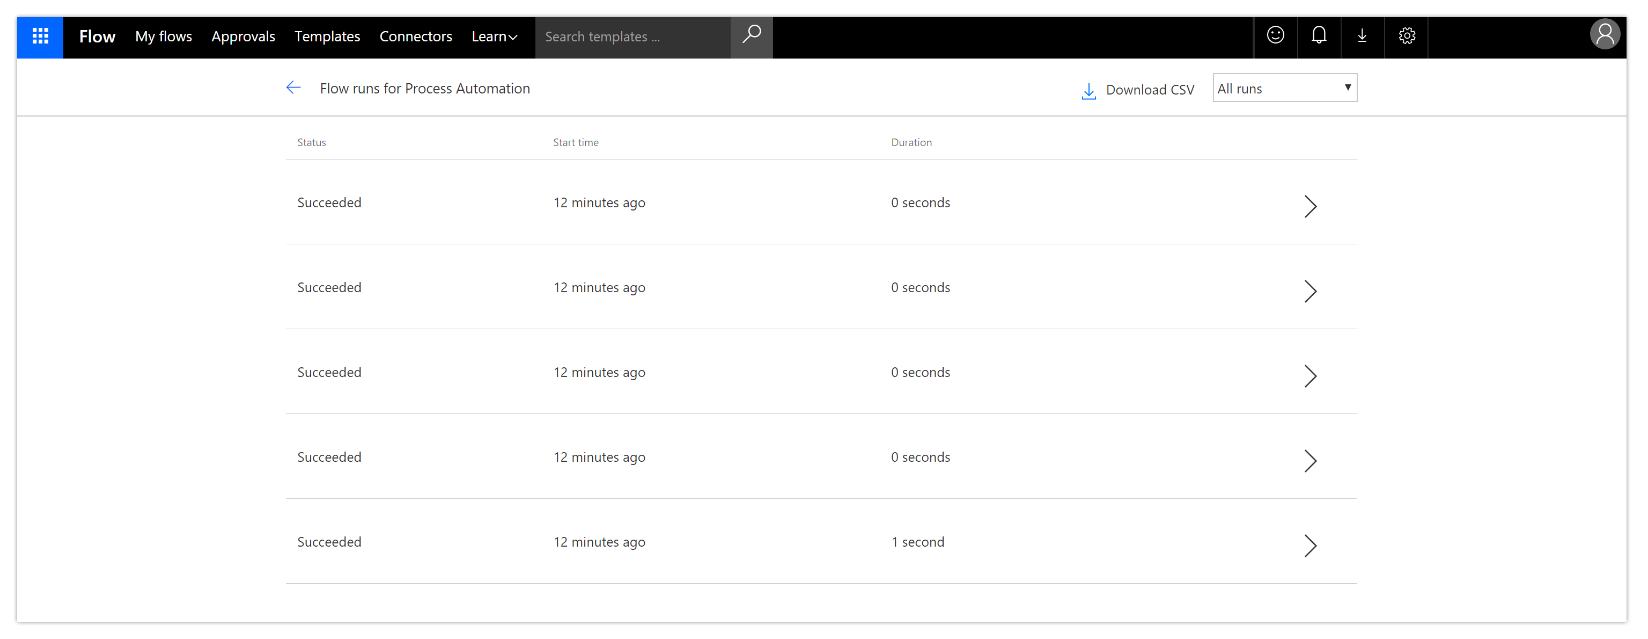 Flow My flows Approvals Templates Connectors Learn Search templates ...
Flow runs for Process Automation Download CSV All runs
Status Start time Duration
Succeeded 12 minutes ago 0 seconds
Succeeded 12 minutes ago 0 seconds
Succeeded 12 minutes ago 0 seconds
Succeeded 12 minutes ago 0 seconds
Succeeded 12 minutes ago 1 second